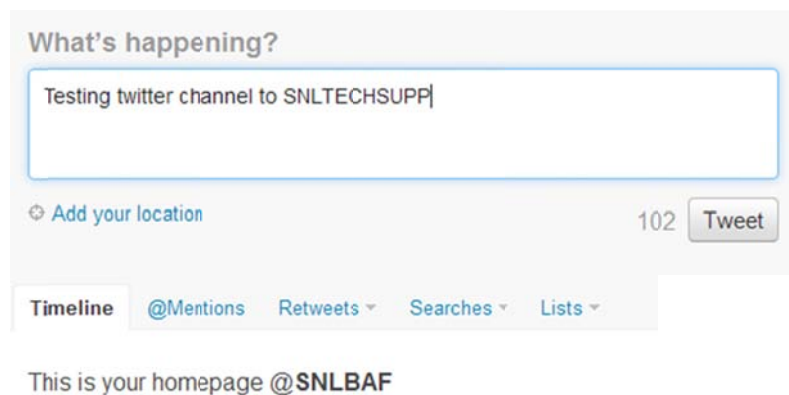 What's happening?
Testing twitter channel to SNLTECHSUPP
Add your location
102 Tweet
Timeline @Mentions Retweets Searches Lists
This is your homepage @SNLBAF